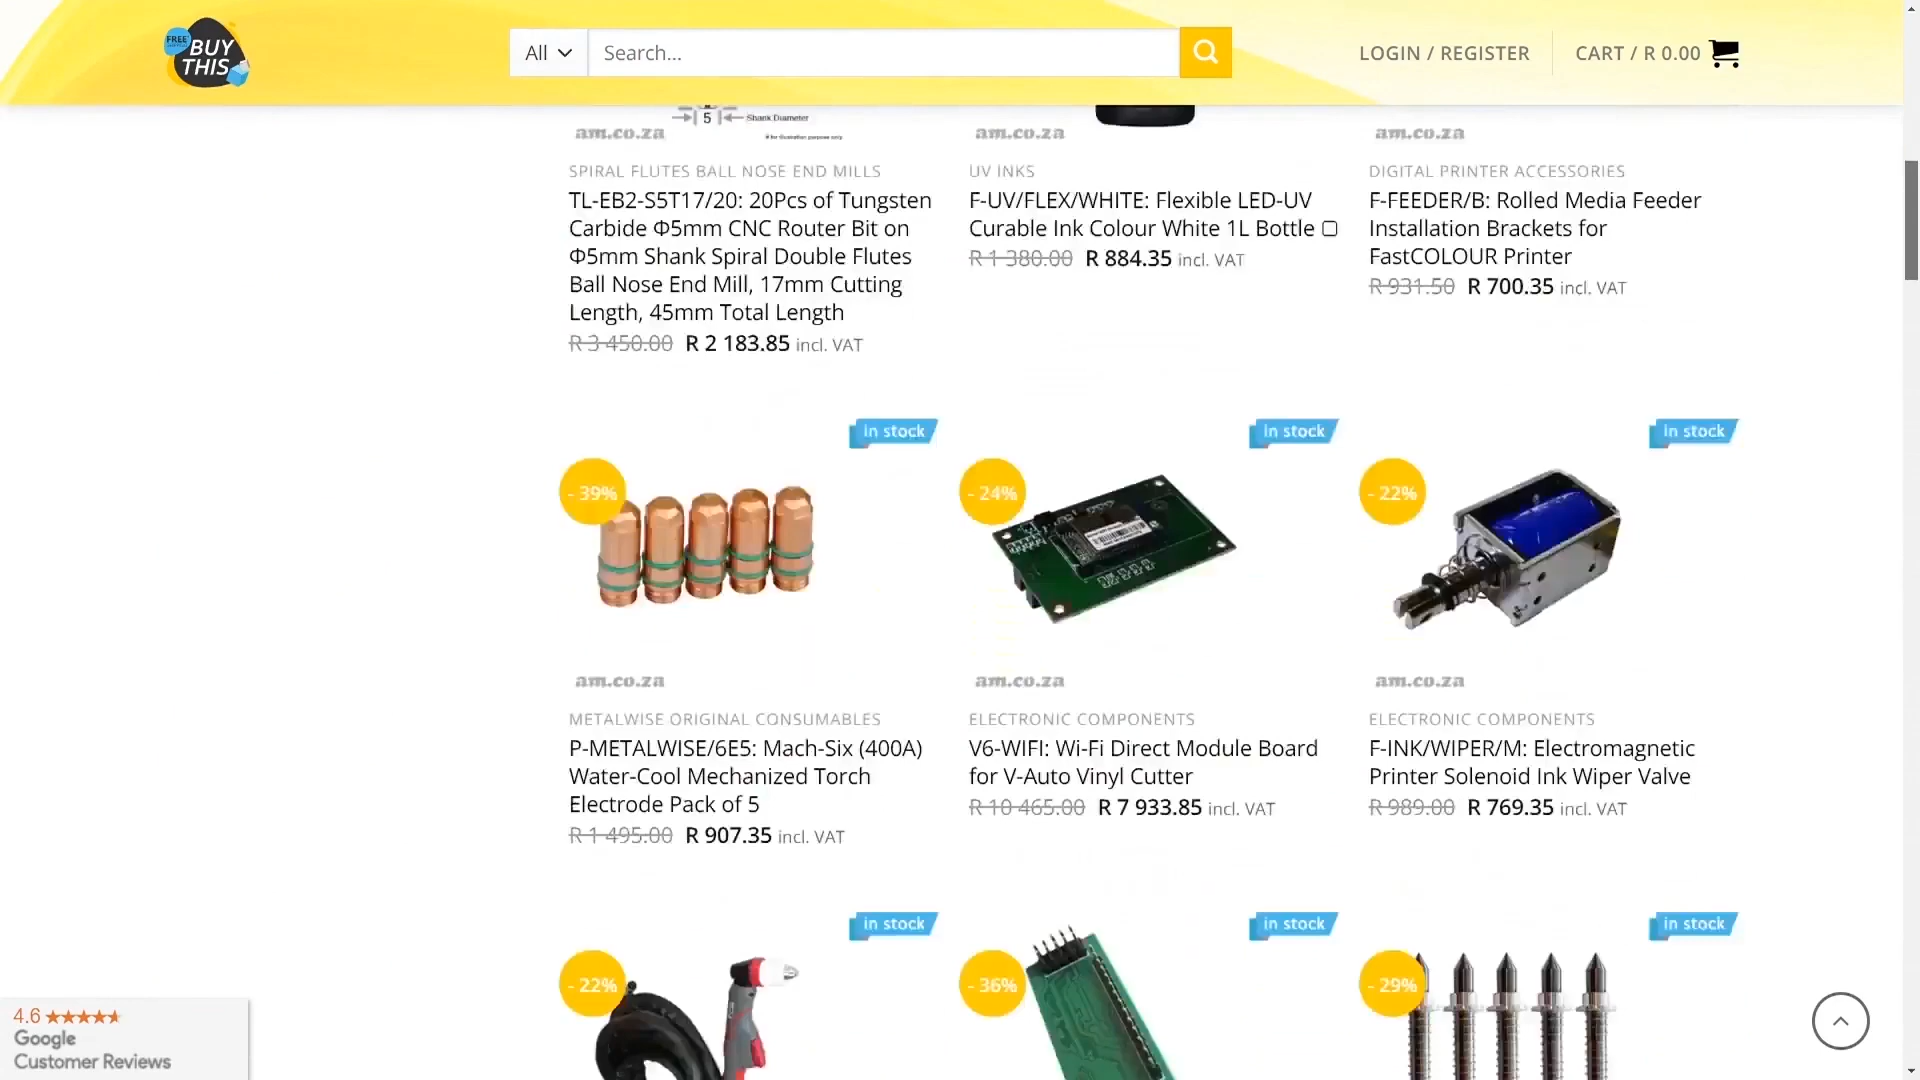 FREE
BUY
THIS
All
Search...
LOGIN / REGISTER
CART / R 0.00
5
Shank Diameter
# for illustration purpose only
am.co.za
am.co.za
am.co.za
SPIRAL FLUTES BALL NOSE END MILLS
TL-EB2-S5T17/20: 20Pcs of Tungsten
Carbide Φ5mm CNC Router Bit on
Φ5mm Shank Spiral Double Flutes
Ball Nose End Mill, 17mm Cutting
Length, 45mm Total Length
R 3 450.00 R 2 183.85 incl. VAT
UV INKS
F-UV/FLEX/WHITE: Flexible LED-UV
Curable Ink Colour White 1L Bottle ▢
R 1 380.00 R 884.35 incl. VAT
DIGITAL PRINTER ACCESSORIES
F-FEEDER/B: Rolled Media Feeder
Installation Brackets for
FastCOLOUR Printer
R 931.50 R 700.35 incl. VAT
in stock
- 39%
am.co.za
METALWISE ORIGINAL CONSUMABLES
P-METALWISE/6E5: Mach-Six (400A)
Water-Cool Mechanized Torch
Electrode Pack of 5
R 1 495.00 R 907.35 incl. VAT
in stock
- 24%
am.co.za
ELECTRONIC COMPONENTS
V6-WIFI: Wi-Fi Direct Module Board
for V-Auto Vinyl Cutter
R 10 465.00 R 7 933.85 incl. VAT
in stock
- 22%
am.co.za
ELECTRONIC COMPONENTS
F-INK/WIPER/M: Electromagnetic
Printer Solenoid Ink Wiper Valve
R 989.00 R 769.35 incl. VAT
in stock
- 22%
in stock
- 36%
in stock
- 29%
4.6
Google
Customer Reviews